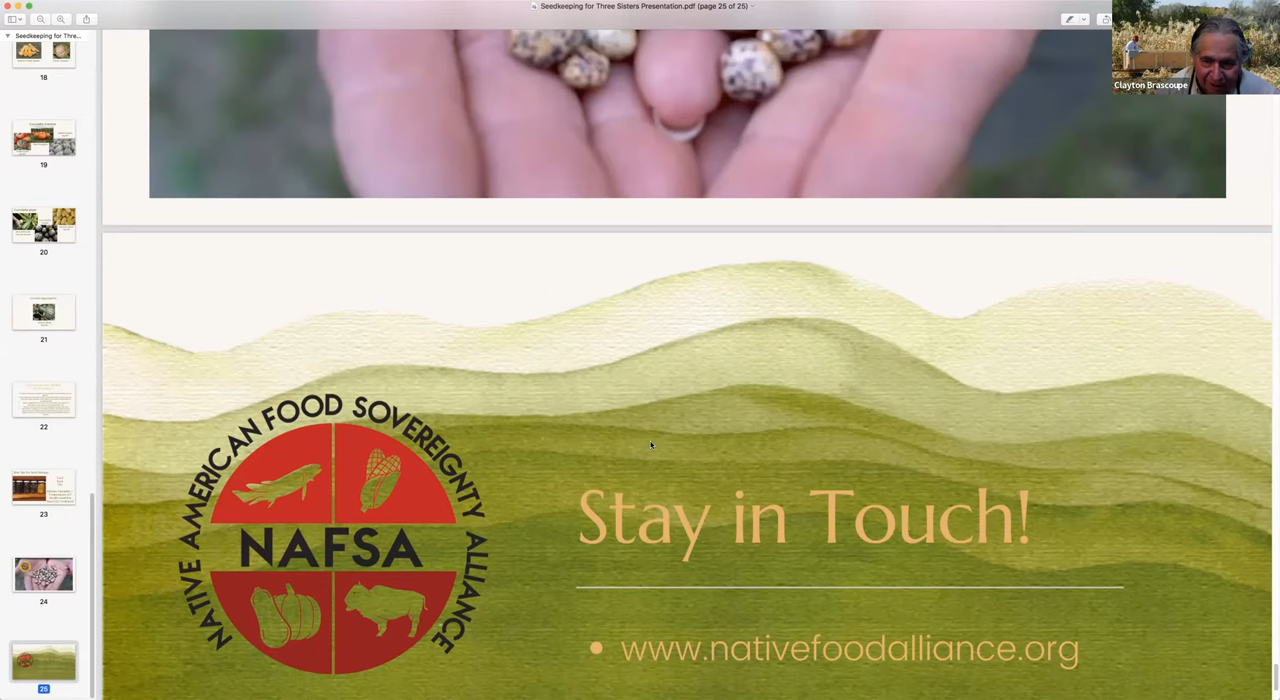 Seedkeeping for Three Sisters Presentation.pdf (page 25 of 25)
Seedkeeping for Thre...
18
19
20
21
22
23
24
25
Clayton Brascoupe
NATIVE AMERICAN FOOD SOVEREIGNTY ALLIANCE
NAFSA
Stay in Touch!
• www.nativefoodalliance.org